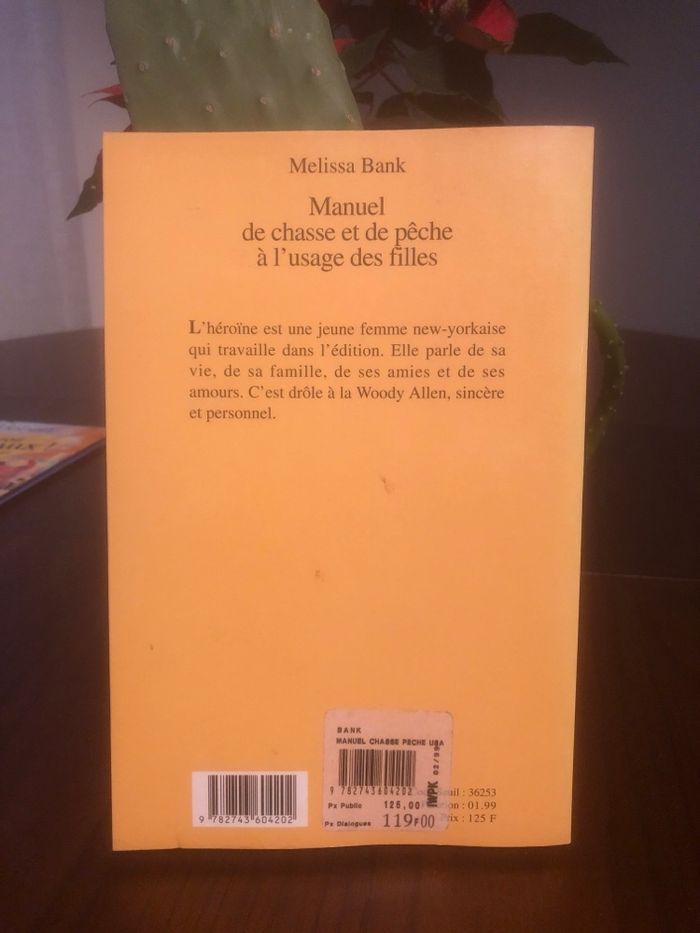 Melissa Bank
Manuel
de chasse et de pêche
à l'usage des filles
L'héroïne est une jeune femme new-yorkaise
qui travaille dans l'édition. Elle parle de sa
vie, de sa famille, de ses amies et de ses
amours. C'est drôle à la Woody Allen, sincère
et personnel.
BANK
MANUEL CHASSE PECHE USA
9 782743 604202
Px Public 125,00
Px Dialogues 119F00
IWPK 02/99
9 782743 604202
: 36253
: 01.99
Prix : 125 F